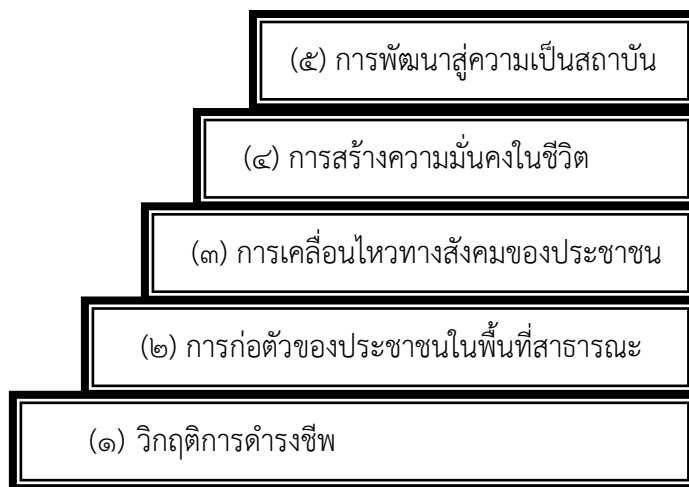 (๕) การพัฒนาสู่ความเป็นสถาบัน
(๔) การสร้างความมั่นคงในชีวิต
(๓) การเคลื่อนไหวทางสังคมของประชาชน
(๒) การก่อตัวของประชาชนในพื้นที่สาธารณะ
(๑) วิกฤติการดำรงชีพ